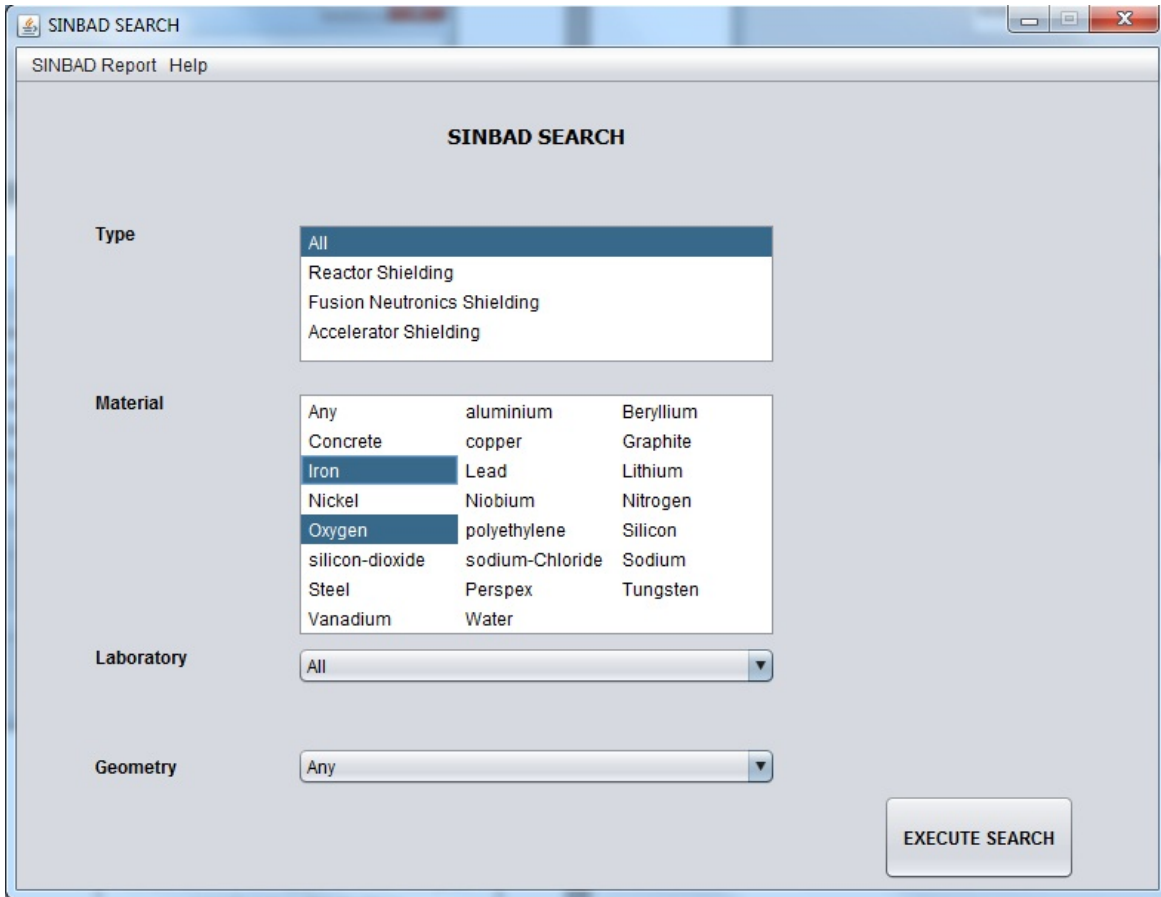 SINBAD SEARCH
SINBAD Report Help
SINBAD SEARCH
Type
All
Reactor Shielding
Fusion Neutronics Shielding
Accelerator Shielding
Material
Any aluminium Beryllium
Concrete copper Graphite
Iron Lead Lithium
Nickel Niobium Nitrogen
Oxygen polyethylene Silicon
silicon-dioxide sodium-Chloride Sodium
Steel Perspex Tungsten
Vanadium Water
Laboratory
All
Geometry
Any
EXECUTE SEARCH